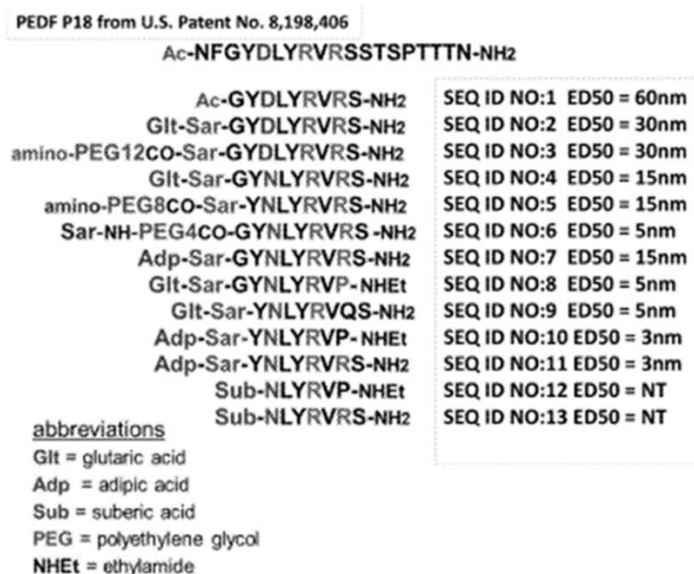 PEDF P18 from U.S. Patent No. 8,198,406
Ac-NFGYDLYRVRSSTSPTTTN-NH2
Ac-GYDLYRVRS-NH2 SEQ ID NO:1 ED50 = 60nm
Glt-Sar-GYDLYRVRS-NH2 SEQ ID NO:2 ED50 = 30nm
amino-PEG12CO-Sar-GYDLYRVRS-NH2 SEQ ID NO:3 ED50 = 30nm
Glt-Sar-GYNLYRVRS-NH2 SEQ ID NO:4 ED50 = 15nm
amino-PEG8CO-Sar-YNLYRVRS-NH2 SEQ ID NO:5 ED50 = 15nm
Sar-NH-PEG4CO-GYNLYRVRS-NH2 SEQ ID NO:6 ED50 = 5nm
Adp-Sar-GYNLYRVRS-NH2 SEQ ID NO:7 ED50 = 15nm
Glt-Sar-GYNLYRVP-NHEt SEQ ID NO:8 ED50 = 5nm
Glt-Sar-YNLYRVQS-NH2 SEQ ID NO:9 ED50 = 5nm
Adp-Sar-YNLYRVP-NHEt SEQ ID NO:10 ED50 = 3nm
Adp-Sar-YNLYRVRS-NH2 SEQ ID NO:11 ED50 = 3nm
Sub-NLYRVP-NHEt SEQ ID NO:12 ED50 = NT
Sub-NLYRVRS-NH2 SEQ ID NO:13 ED50 = NT
abbreviations
Glt = glutaric acid
Adp = adipic acid
Sub = suberic acid
PEG = polyethylene glycol
NHEt = ethylamide